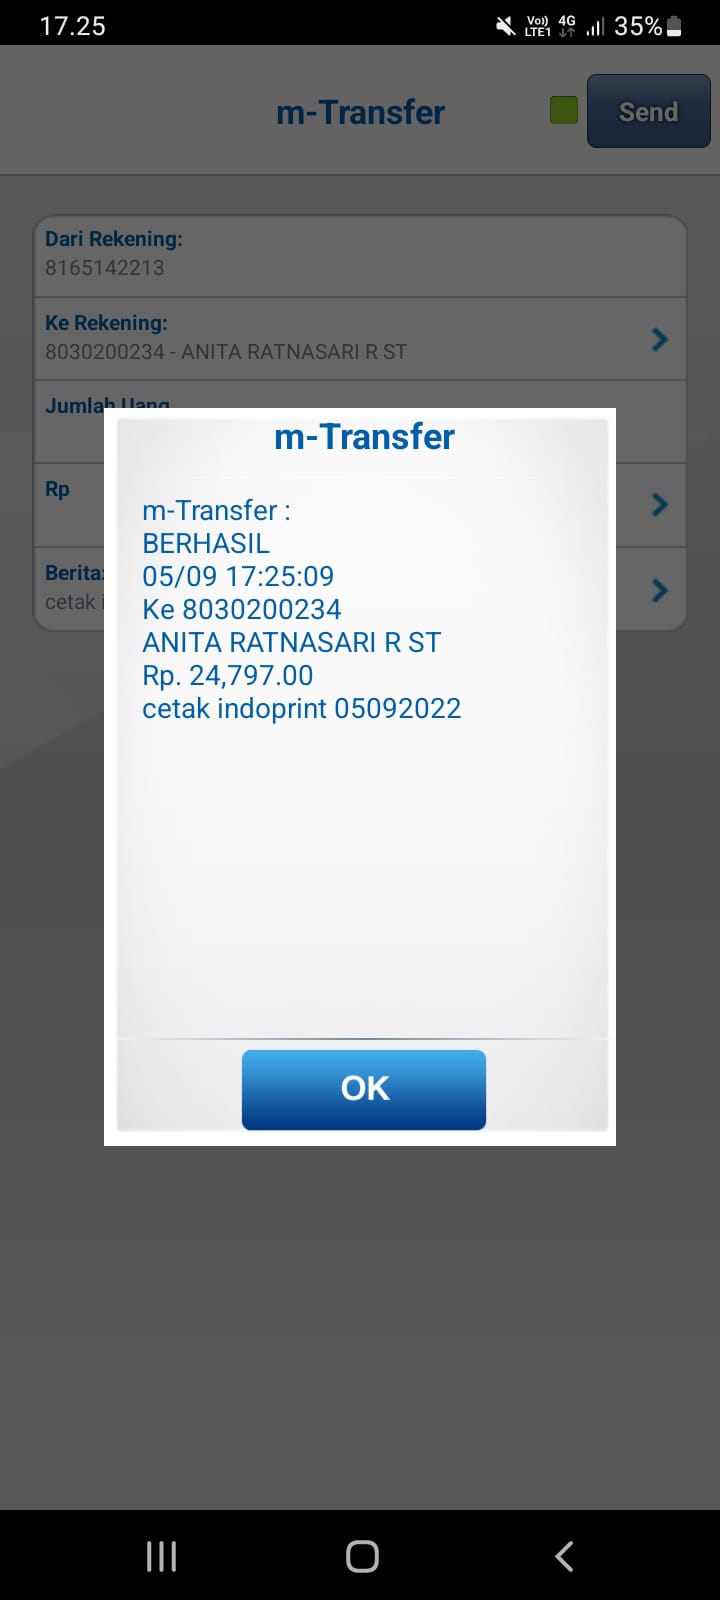 17.25
Vo)) 4G
LTE1
35%
m-Transfer
Send
Dari Rekening:
8165142213
Ke Rekening:
8030200234 - ANITA RATNASARI R ST
Jumlah Uang
Rp
Berita:
cetak
m-Transfer
m-Transfer :
BERHASIL
05/09 17:25:09
Ke 8030200234
ANITA RATNASARI R ST
Rp. 24,797.00
cetak indoprint 05092022
OK